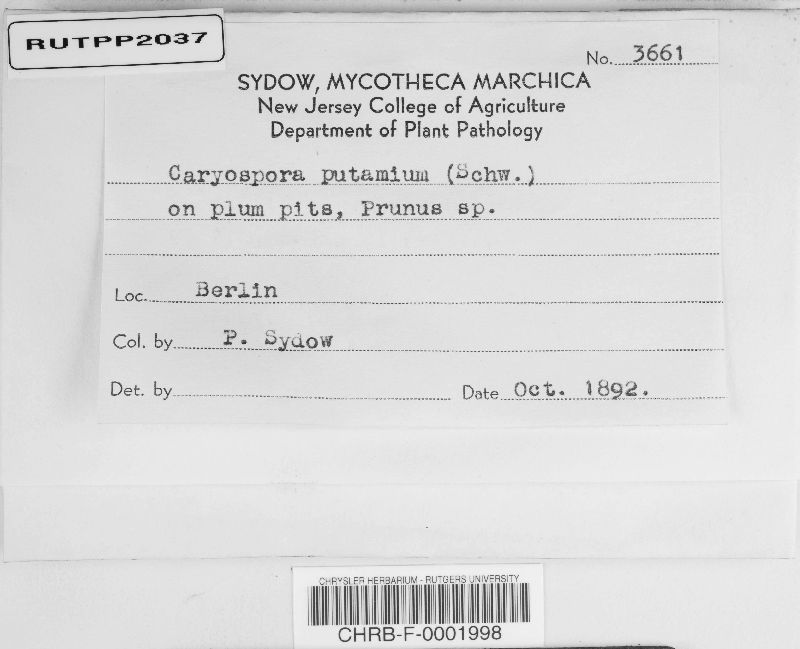 RUTPP2037
No. 3661
SYDOW, MYCOTHECA MARCHICA
New Jersey College of Agriculture
Department of Plant Pathology
Caryospora putamium (Schw.)
on plum pits, Prunus sp.
Loc. Berlin
Col. by P. Sydow
Det. by Date Oct. 1892.
CHRYSLER HERBARIUM - RUTGERS UNIVERSITY
CHRB-F-0001998